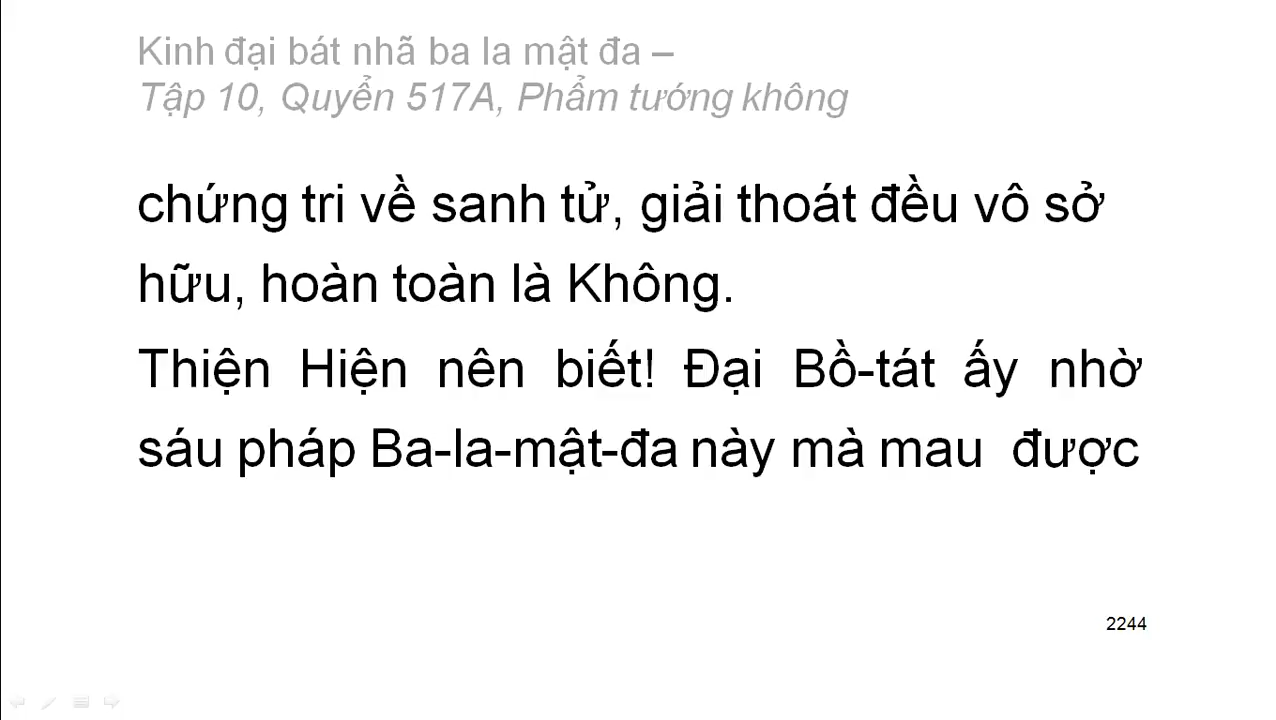 Kinh đại bát nhã ba la mật đa –
Tập 10, Quyển 517A, Phẩm tướng không
chứng tri về sanh tử, giải thoát đều vô sở
hữu, hoàn toàn là Không.
Thiện Hiện nên biết! Đại Bồ-tát ấy nhờ
sáu pháp Ba-la-mật-đa này mà mau được
2244